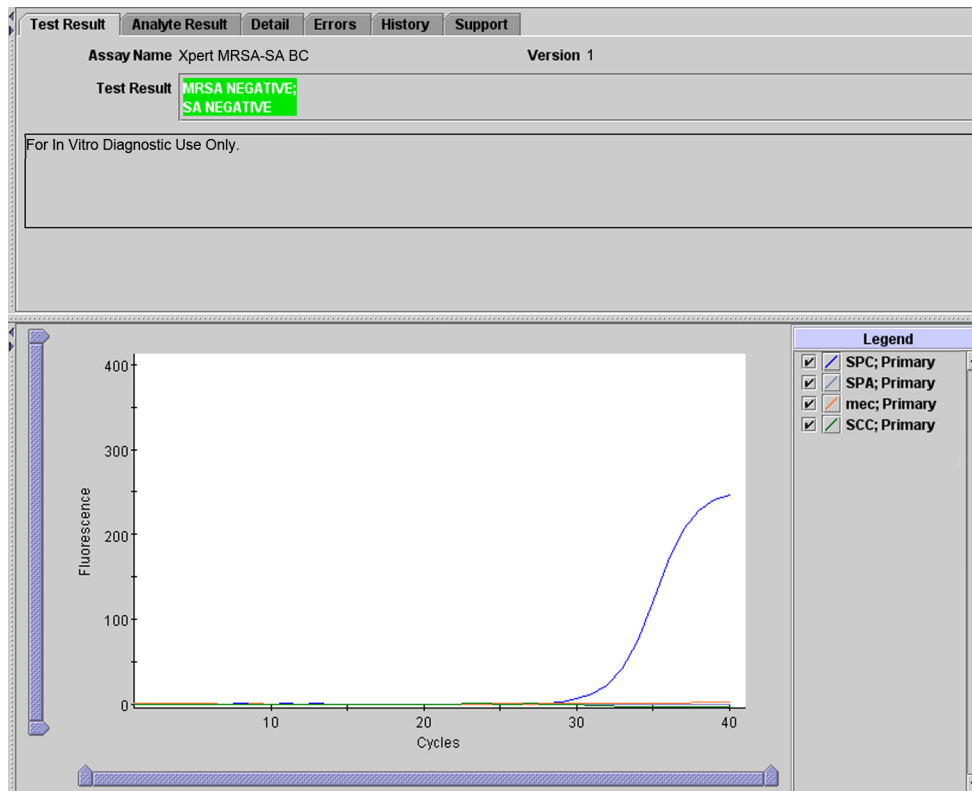 Test Result Analyte Result Detail Errors History Support
Assay Name Xpert MRSA-SA BC Version 1
Test Result MRSA NEGATIVE;
SA NEGATIVE
For In Vitro Diagnostic Use Only.
Legend
SPC; Primary
SPA; Primary
mec; Primary
SCC; Primary
400
300
200
100
0
Fluorescence
10 20 30 40
Cycles